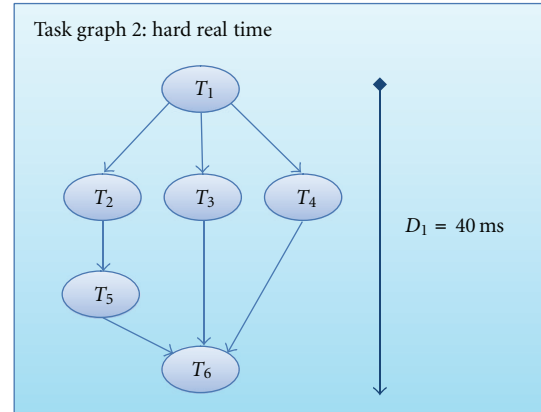 Task graph 2: hard real time
T1
T2 T3 T4
D1 = 40 ms
T5
T6